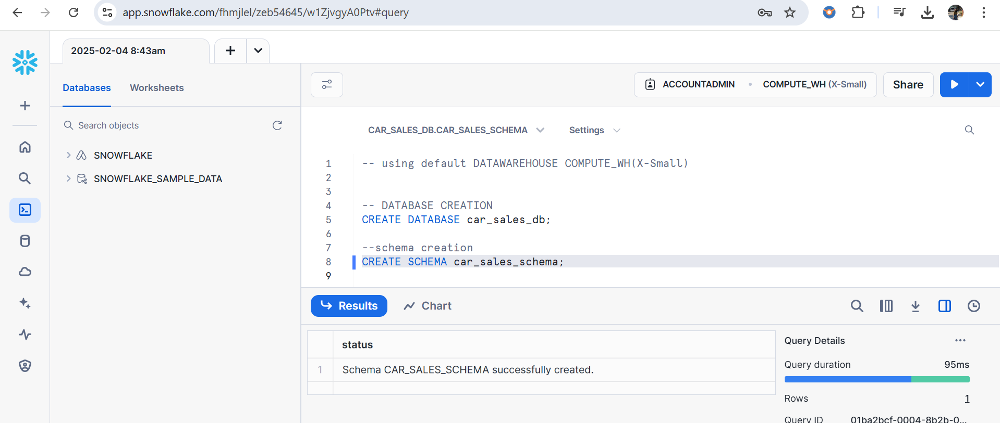 app.snowflake.com/fhmjlel/zeb54645/w1ZjvgyA0Ptv#query
2025-02-04 8:43am
Databases
Worksheets
ACCOUNTADMIN
COMPUTE_WH (X-Small)
Share
Search objects
SNOWFLAKE
SNOWFLAKE_SAMPLE_DATA
CAR_SALES_DB.CAR_SALES_SCHEMA
Settings
1 -- using default DATAWAREHOUSE COMPUTE_WH(X-Small)
2
3
4 -- DATABASE CREATION
5 CREATE DATABASE car_sales_db;
6
7 --schema creation
8 CREATE SCHEMA car_sales_schema;
9
Results
Chart
status
1 Schema CAR_SALES_SCHEMA successfully created.
Query Details
Query duration 95ms
Rows 1
Query ID 01ba2bcf-0004-8b2b-0...